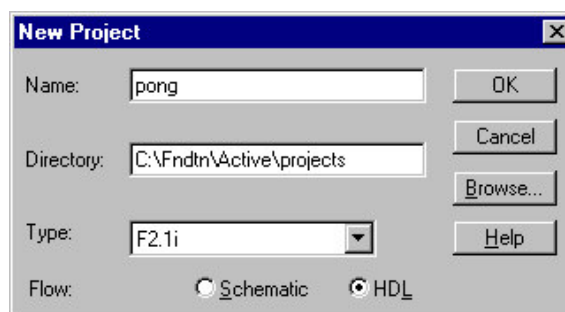 New Project
Name: pong OK
Cancel
Directory: C:\Fndtn\Active\projects
Browse...
Type: F2.1i Help
Flow: Schematic HDL